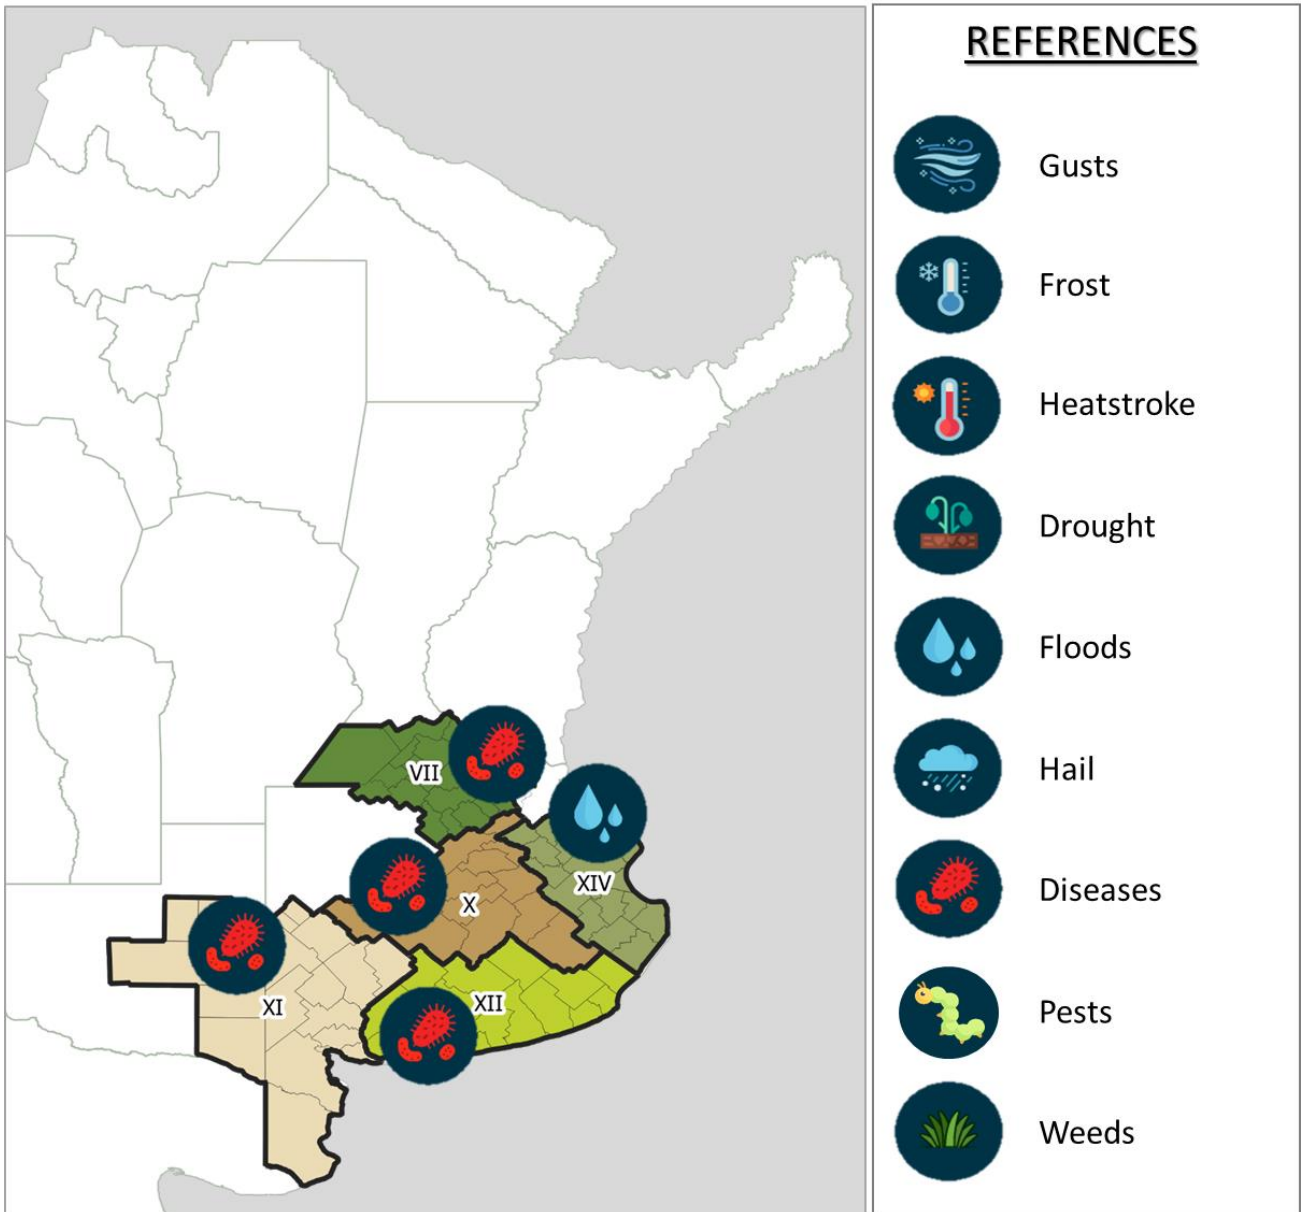 REFERENCES
Gusts
Frost
Heatstroke
Drought
Floods
Hail
Diseases
Pests
Weeds
VII
XIV
X
XI
XII